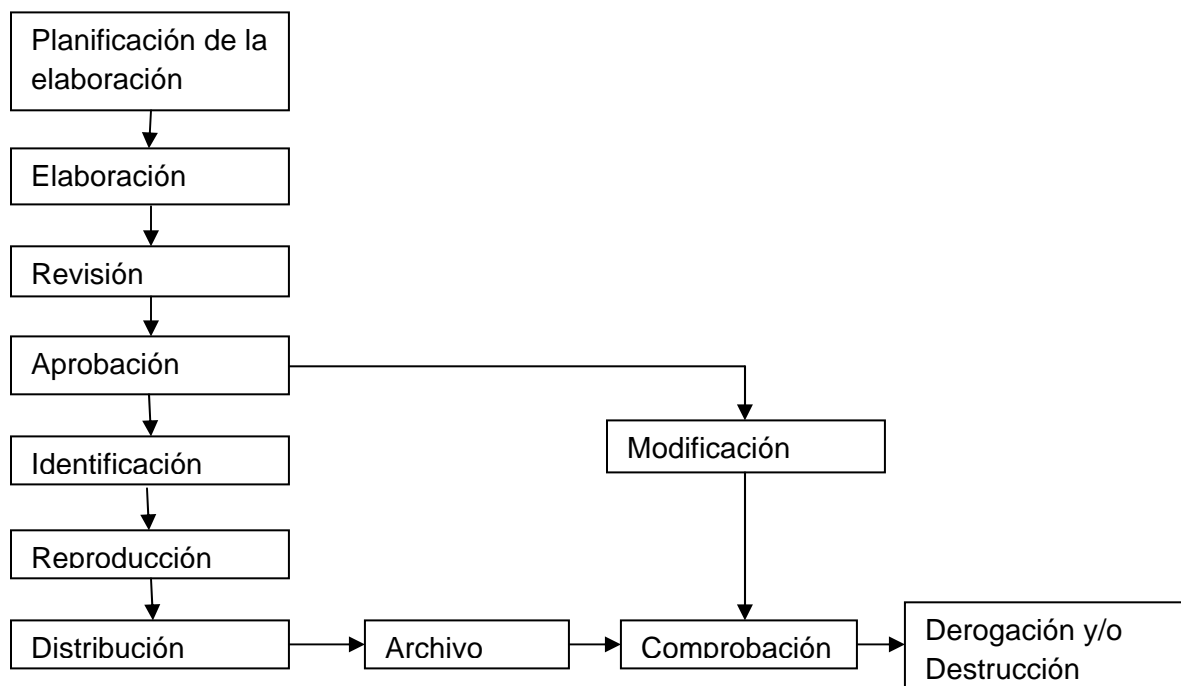 Planificación de la
elaboración
Elaboración
Revisión
Aprobación
Modificación
Identificación
Reproducción
Distribución
Archivo
Comprobación
Derogación y/o
Destrucción